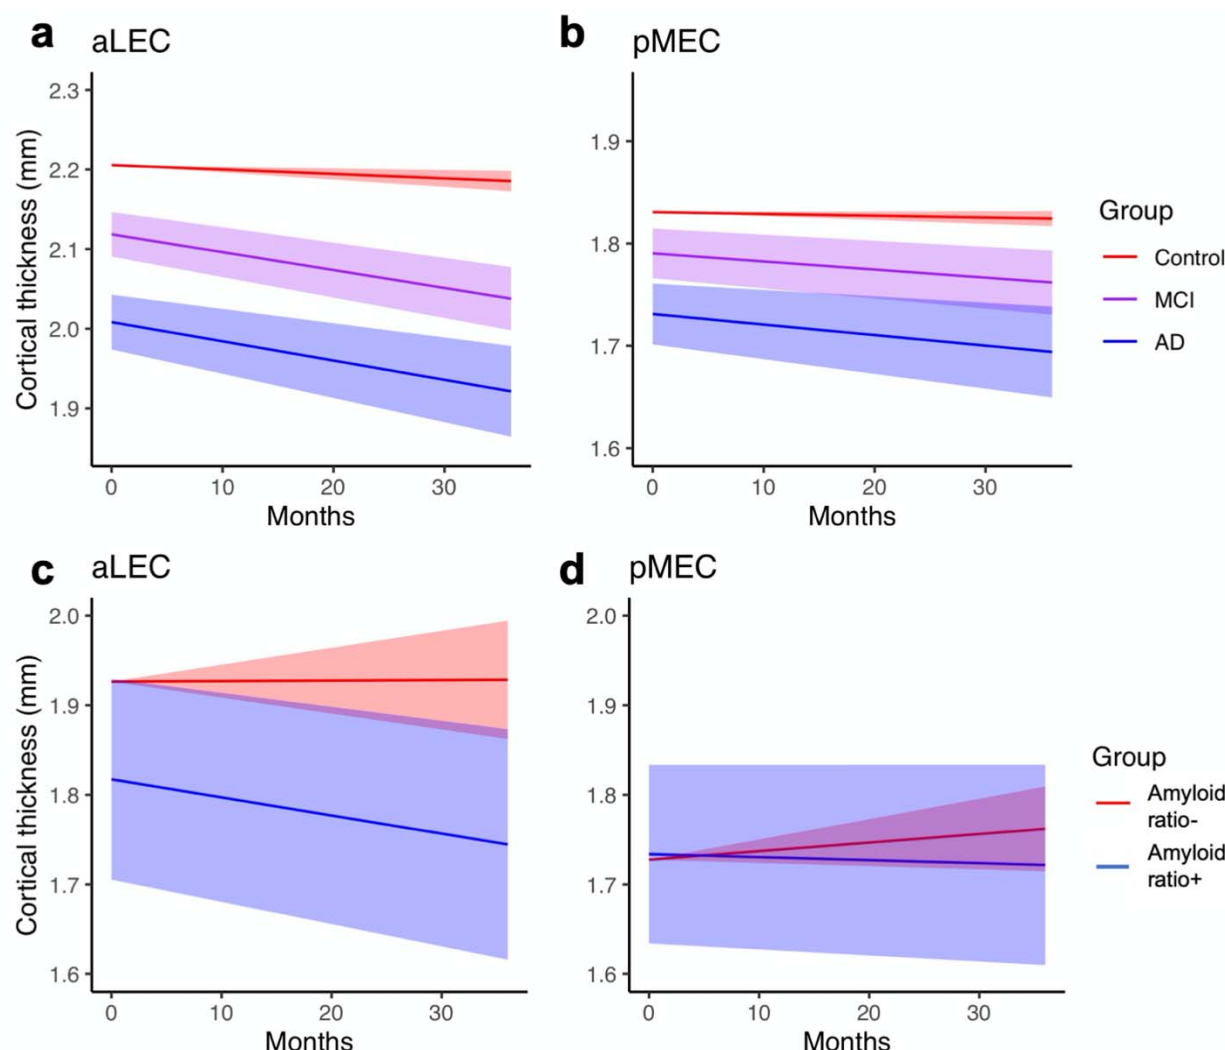 a aLEC
2.3
2.2
2.1
2.0
1.9
Cortical thickness (mm)
0 10 20 30
Months
b pMEC
1.9
1.8
1.7
1.6
0 10 20 30
Months
Group
Control
MCI
AD
c aLEC
2.0
1.9
1.8
1.7
1.6
Cortical thickness (mm)
0 10 20 30
Months
d pMEC
2.0
1.9
1.8
1.7
1.6
0 10 20 30
Months
Group
Amyloid
ratio-
Amyloid
ratio+